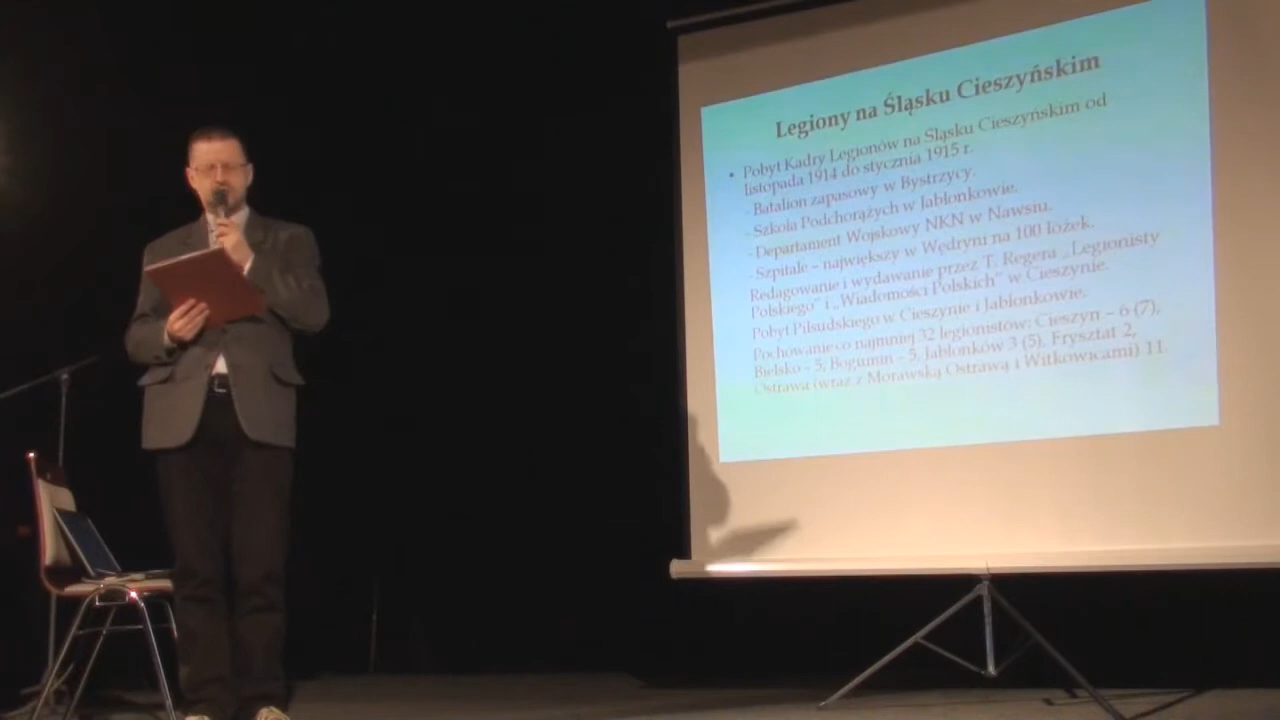 Legiony na Śląsku Cieszyńskim
• Pobyt Kadry Legionów na Śląsku Cieszyńskim od
listopada 1914 do stycznia 1915 r.
- Batalion zapasowy w Bystrzycy.
- Szkoła Podchorążych w Jabłonkowie.
- Departament Wojskowy NKN w Nawsiu.
- Szpitale – największy w Wędryni na 100 łóżek.
Redagowanie i wydawanie przez T. Regera „Legionisty
Polskiego" i „Wiadomości Polskich" w Cieszynie.
Pobyt Piłsudskiego w Cieszynie i Jabłonkowie.
Pochowanie co najmniej 32 legionistów: Cieszyn – 6 (7),
Bielsko - 5, Bogumin – 5, Jabłonków 3 (5), Frysztat 2,
Ostrawa (wraz z Morawską Ostrawą i Witkowicami) 11.